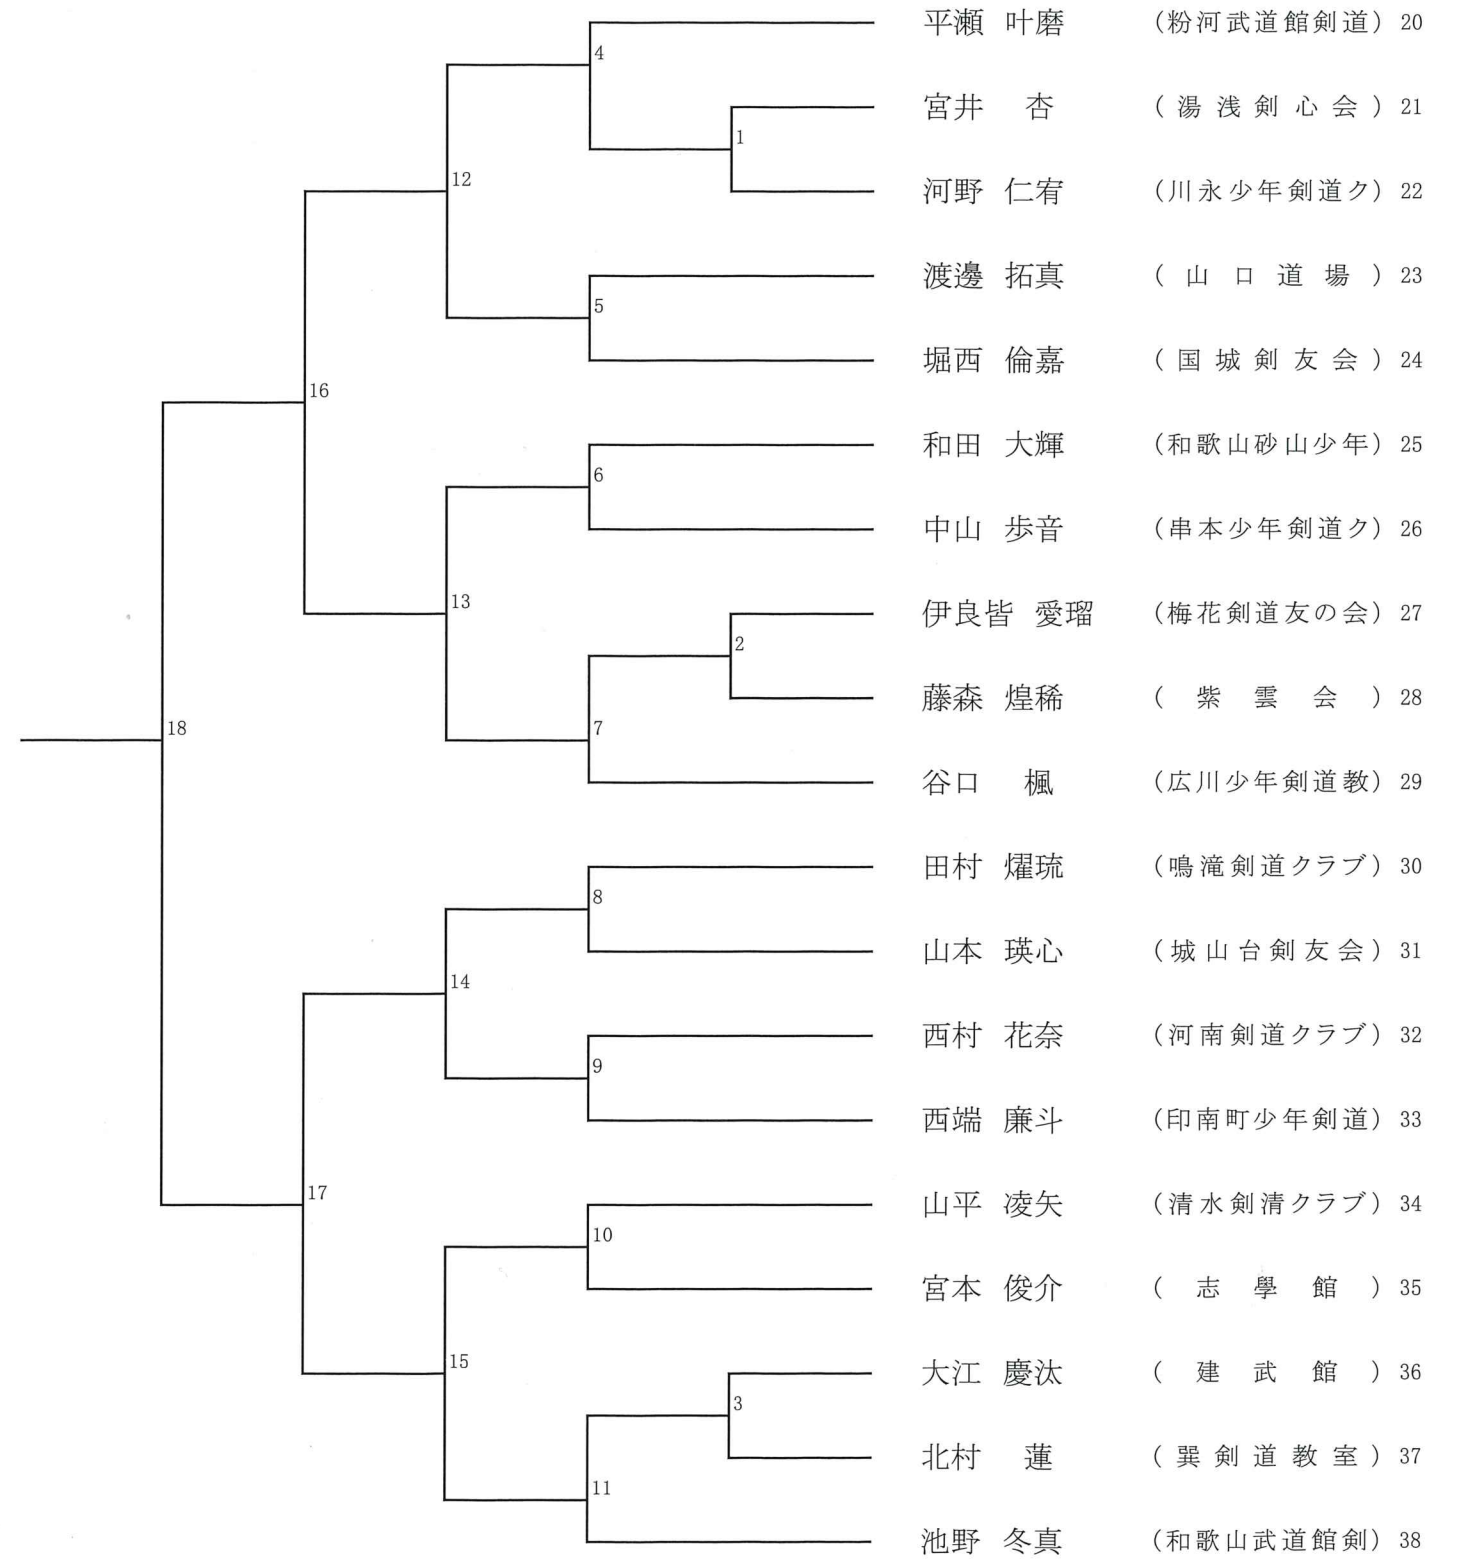 平瀬 叶磨 (粉河武道館剣道) 20
4
宮井 杏 (湯浅剣心会) 21
1
12
河野 仁宥 (川永少年剣道ク) 22
渡邊 拓真 (山口道場) 23
5
堀西 倫嘉 (国城剣友会) 24
16
和田 大輝 (和歌山砂山少年) 25
6
中山 歩音 (串本少年剣道ク) 26
13
伊良皆 愛瑠 (梅花剣道友の会) 27
2
藤森 煌稀 (紫雲会) 28
18
7
谷口 楓 (広川少年剣道教) 29
田村 燿琉 (鳴滝剣道クラブ) 30
8
山本 瑛心 (城山台剣友会) 31
14
西村 花奈 (河南剣道クラブ) 32
9
西端 廉斗 (印南町少年剣道) 33
17
山平 凌矢 (清水剣清クラブ) 34
10
宮本 俊介 (志學館) 35
15
大江 慶汰 (建武館) 36
3
北村 蓮 (巽剣道教室) 37
11
池野 冬真 (和歌山武道館剣) 38